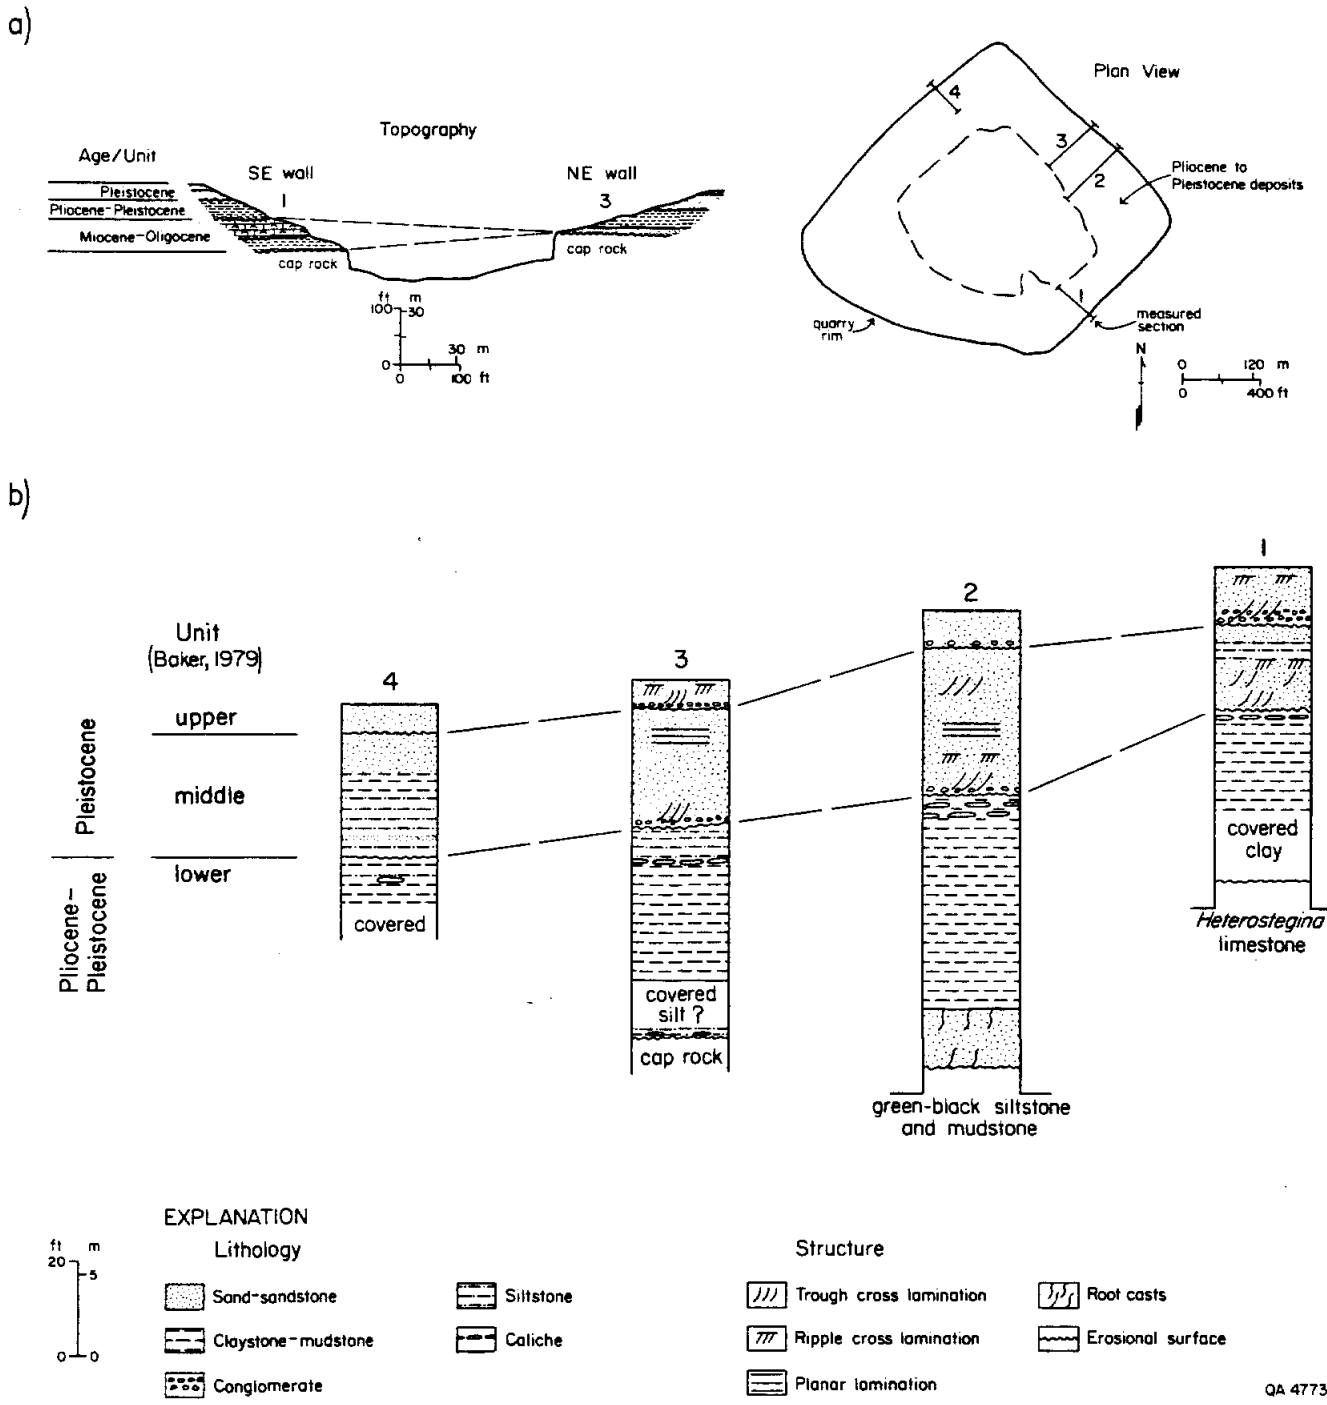 a)
Topography
Age/Unit
SE wall
NE wall
1
3
Pleistocene
Pliocene-Pleistocene
Miocene-Oligocene
cap rock
cap rock
ft m
100 30
30 m
0
0 100 ft
Plan View
4
3
2
1
Pliocene to
Pleistocene deposits
quarry
rim
measured
section
N
0 120 m
0 400 ft
b)
1
2
3
4
Unit
(Baker, 1979)
upper
middle
lower
Pleistocene
Pliocene-
Pleistocene
covered
covered
silt ?
cap rock
green-black siltstone
and mudstone
covered
clay
Heterostegina
limestone
EXPLANATION
Lithology
Structure
ft m
20
5
0 0
Sand-sandstone
Claystone-mudstone
Conglomerate
Siltstone
Caliche
Trough cross lamination
Ripple cross lamination
Planar lamination
Root casts
Erosional surface
QA 4773